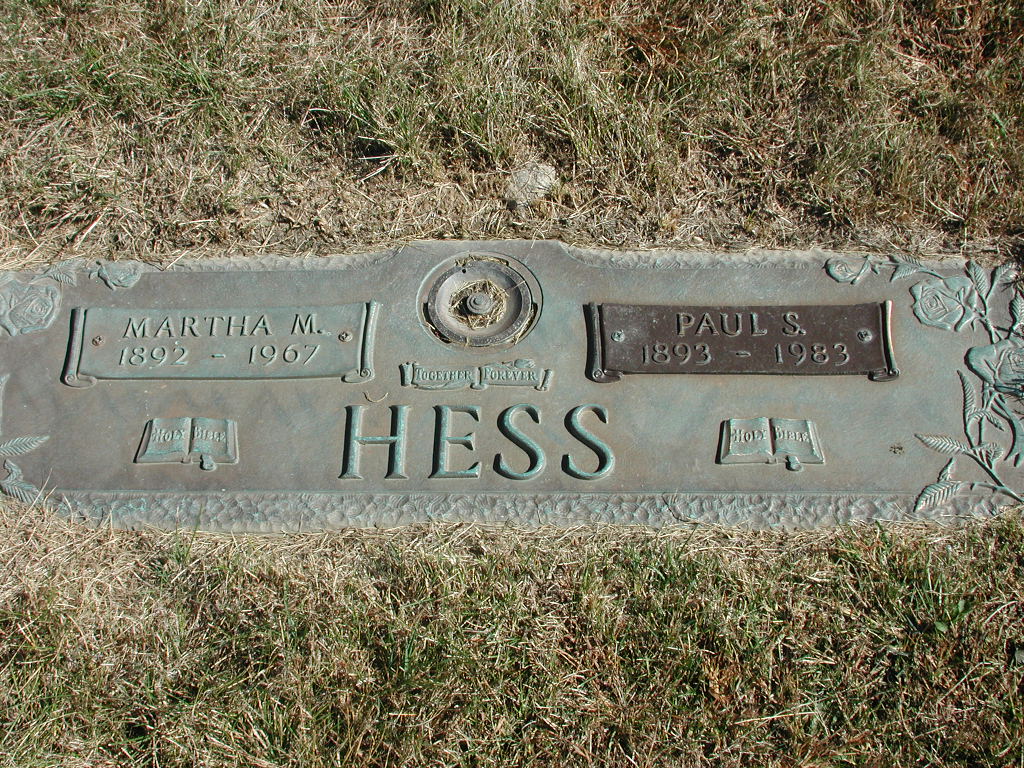 MARTHA M.
1892 - 1967
PAUL S.
1893 - 1983
TOGETHER FOREVER
HESS
HOLY BIBLE
HOLY BIBLE